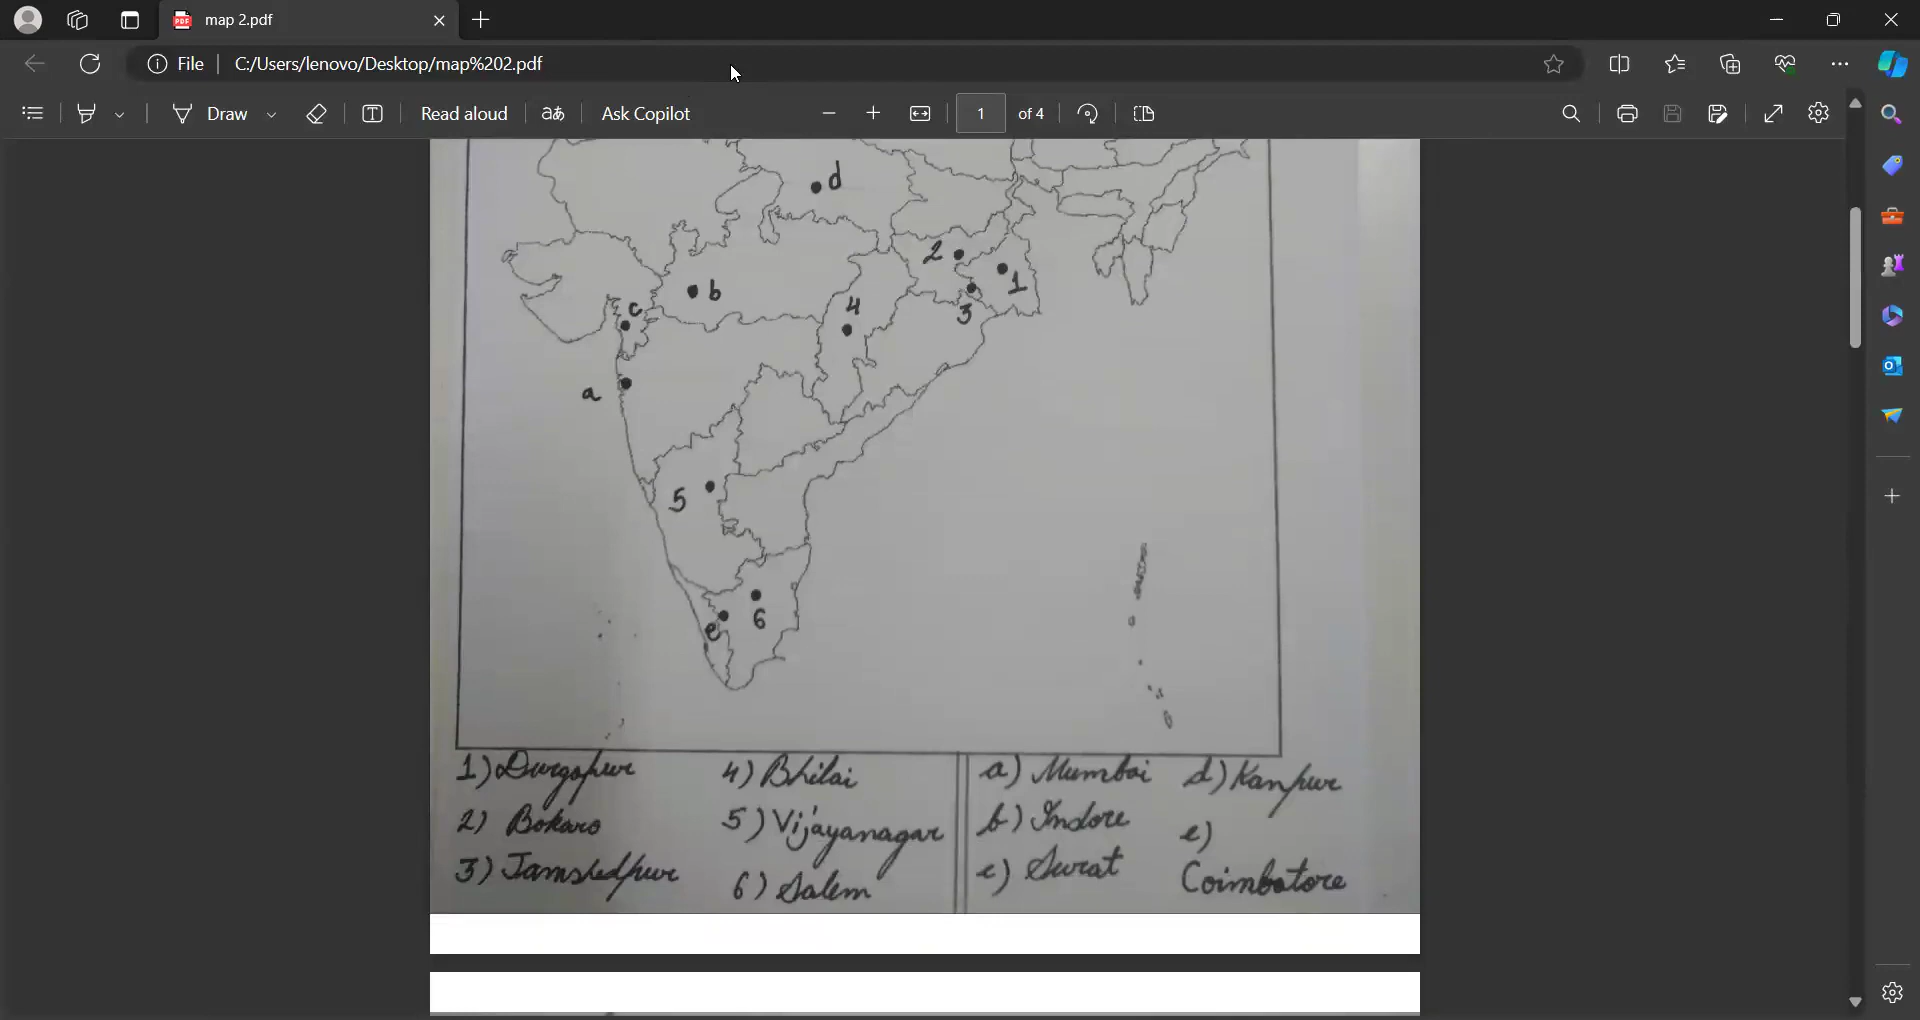 map 2.pdf
File C:/Users/lenovo/Desktop/map%202.pdf
Draw Read aloud aあ Ask Copilot 1 of 4
d
2
1
b
c
4
3
a
5
e
6
1) Durgapur 4) Bhilai a) Mumbai d) Kanpur
2) Bokaro 5) Vijayanagar b) Indore e)
3) Jamshedpur 6) Salem c) Surat Coimbatore